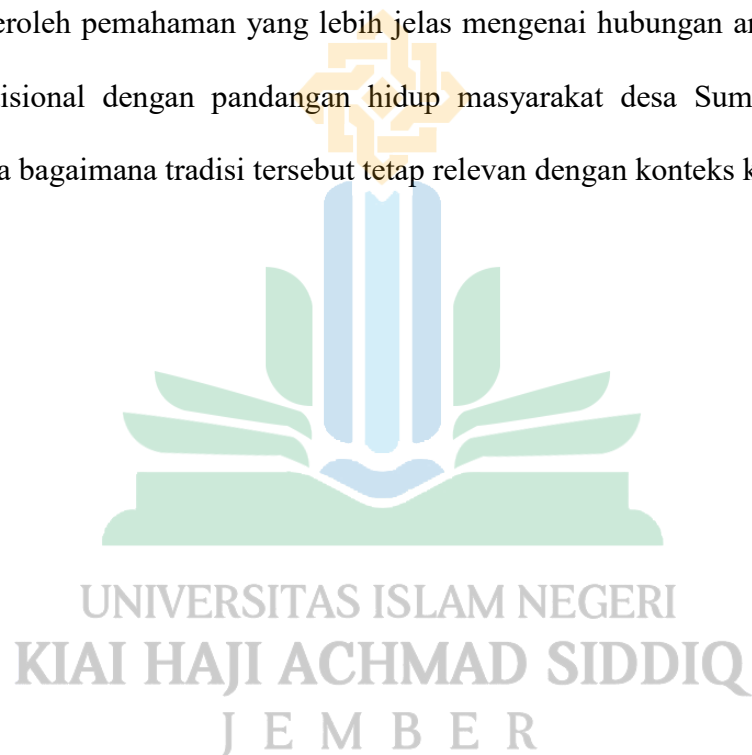 eroleh pemahaman yang lebih jelas mengenai hubungan
isional dengan pandangan hidup masyarakat desa Sum
a bagaimana tradisi tersebut tetap relevan dengan konteks k
UNIVERSITAS ISLAM NEGERI
KIAI HAJI ACHMAD SIDDIQ
JEMBER